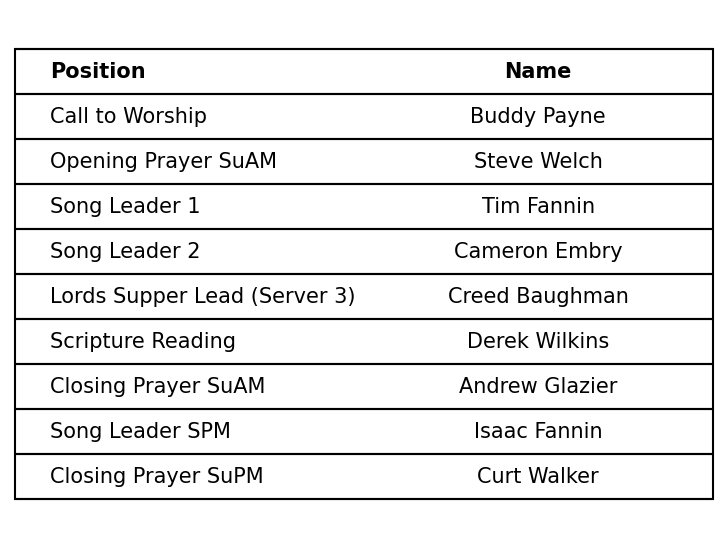 Position Name
Call to Worship Buddy Payne
Opening Prayer SuAM Steve Welch
Song Leader 1 Tim Fannin
Song Leader 2 Cameron Embry
Lords Supper Lead (Server 3) Creed Baughman
Scripture Reading Derek Wilkins
Closing Prayer SuAM Andrew Glazier
Song Leader SPM Isaac Fannin
Closing Prayer SuPM Curt Walker